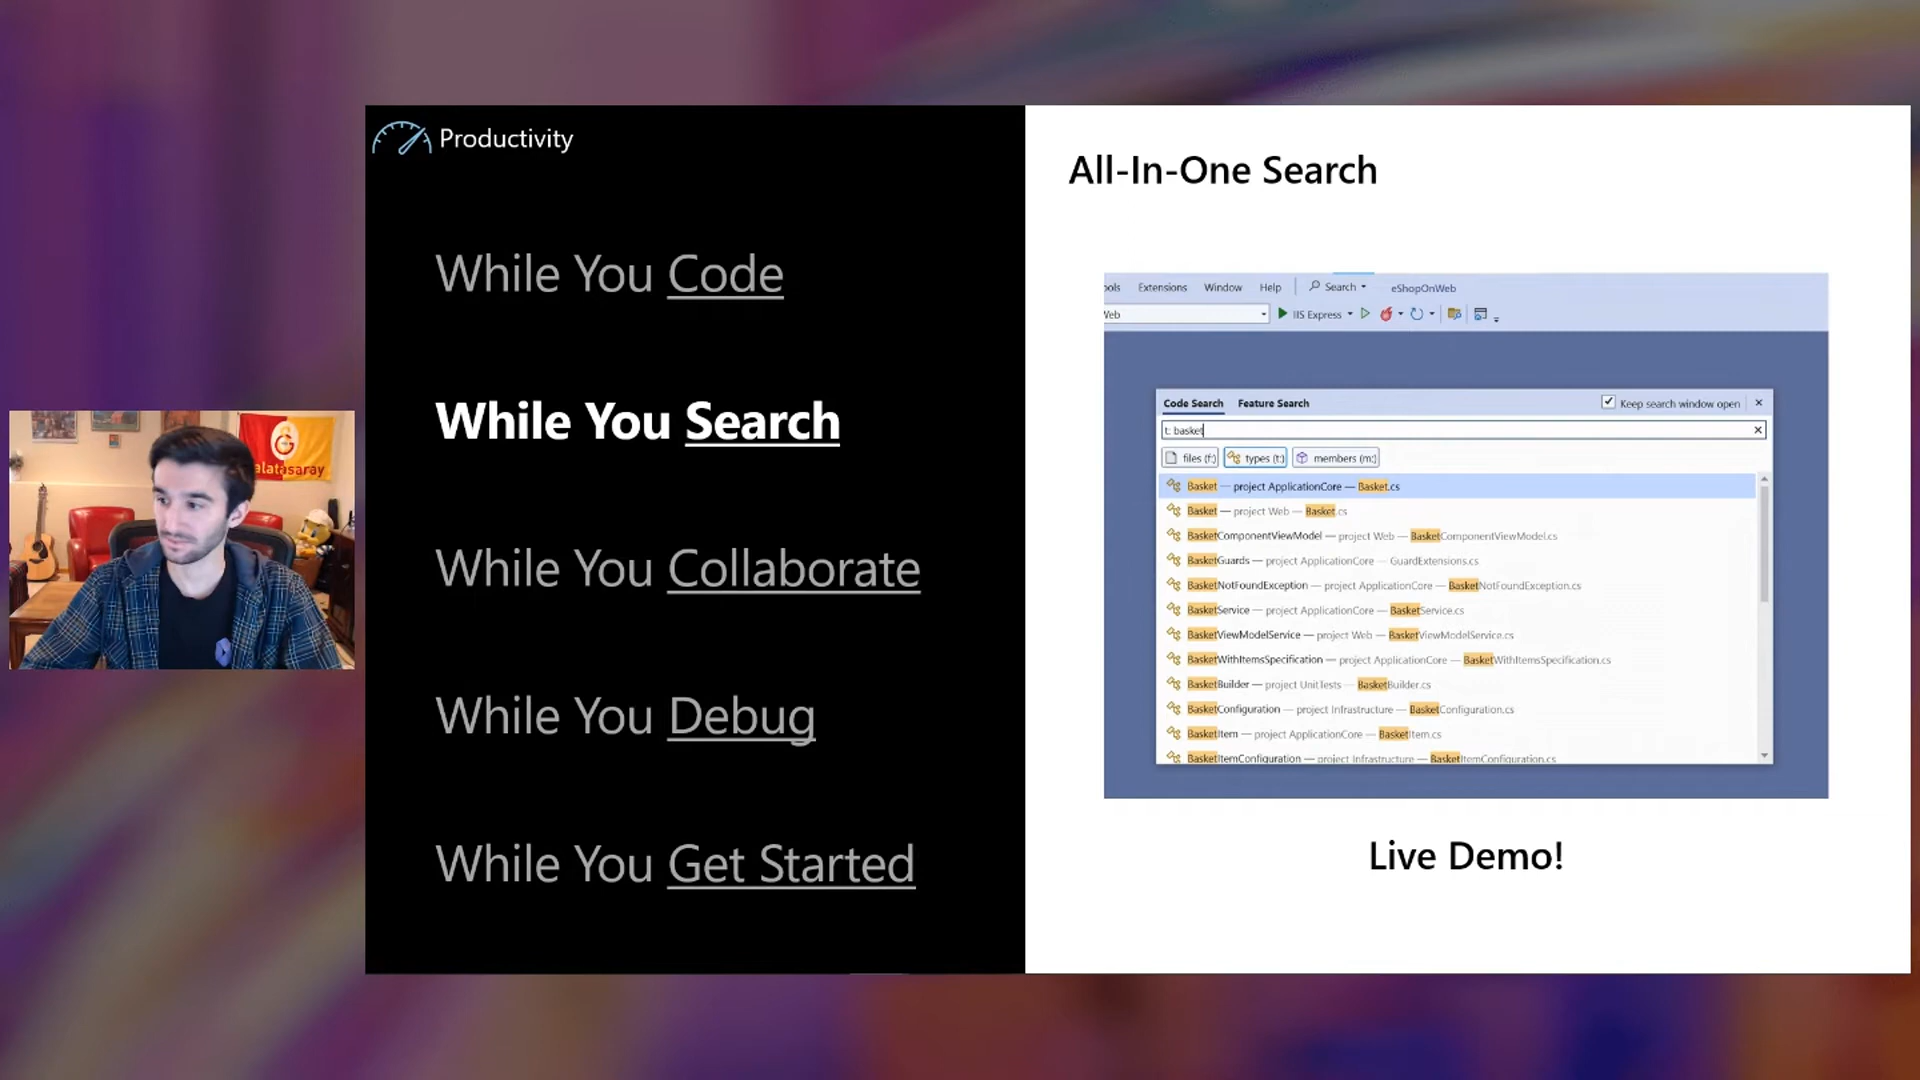 Productivity
While You Code
While You Search
While You Collaborate
While You Debug
While You Get Started
All-In-One Search
ools Extensions Window Help Search eShopOnWeb
Web IIS Express
Code Search Feature Search Keep search window open
t: basket
files (f:) types (t:) members (m:)
Basket — project ApplicationCore — Basket.cs
Basket — project Web — Basket.cs
BasketComponentViewModel — project Web — BasketComponentViewModel.cs
BasketGuards — project ApplicationCore — GuardExtensions.cs
BasketNotFoundException — project ApplicationCore — BasketNotFoundException.cs
BasketService — project ApplicationCore — BasketService.cs
BasketViewModelService — project Web — BasketViewModelService.cs
BasketWithItemsSpecification — project ApplicationCore — BasketWithItemsSpecification.cs
BasketBuilder — project UnitTests — BasketBuilder.cs
BasketConfiguration — project Infrastructure — BasketConfiguration.cs
BasketItem — project ApplicationCore — BasketItem.cs
BasketItemConfiguration — project Infrastructure — BasketItemConfiguration.cs
Live Demo!
alatasaray